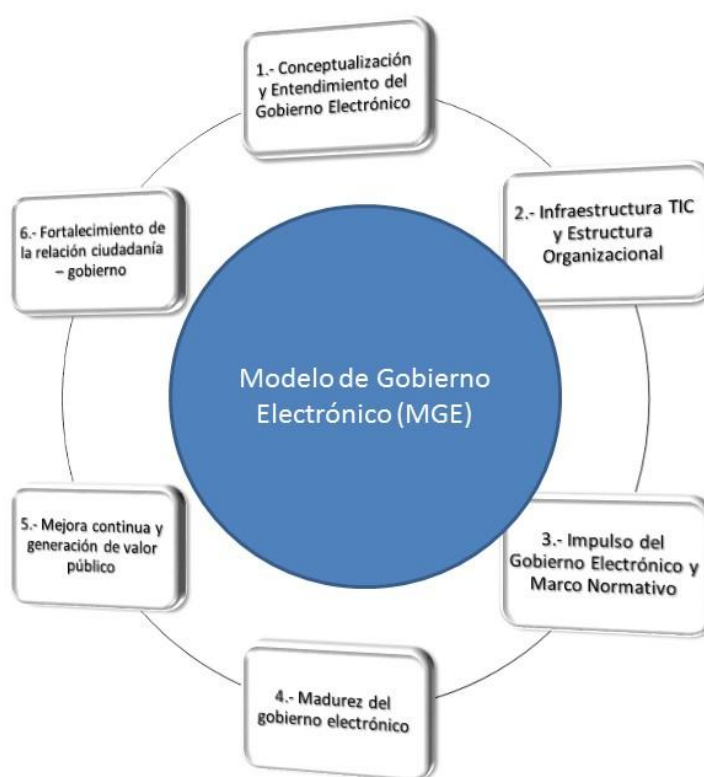 1.- Conceptualización
y Entendimiento del
Gobierno Electrónico
2.- Infraestructura TIC
y Estructura
Organizacional
3.- Impulso del
Gobierno Electrónico y
Marco Normativo
4.- Madurez del
gobierno electrónico
5.- Mejora continua y
generación de valor
público
6.- Fortalecimiento de
la relación ciudadanía
– gobierno
Modelo de Gobierno
Electrónico (MGE)